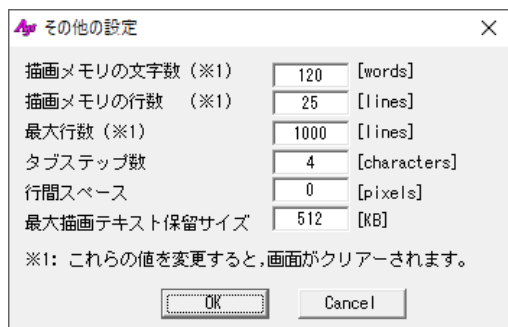 その他の設定
描画メモリの文字数（※1） 120 [words]
描画メモリの行数 （※1） 25 [lines]
最大行数（※1） 1000 [lines]
タブステップ数 4 [characters]
行間スペース 0 [pixels]
最大描画テキスト保留サイズ 512 [KB]
※1: これらの値を変更すると,画面がクリアーされます。
OK Cancel